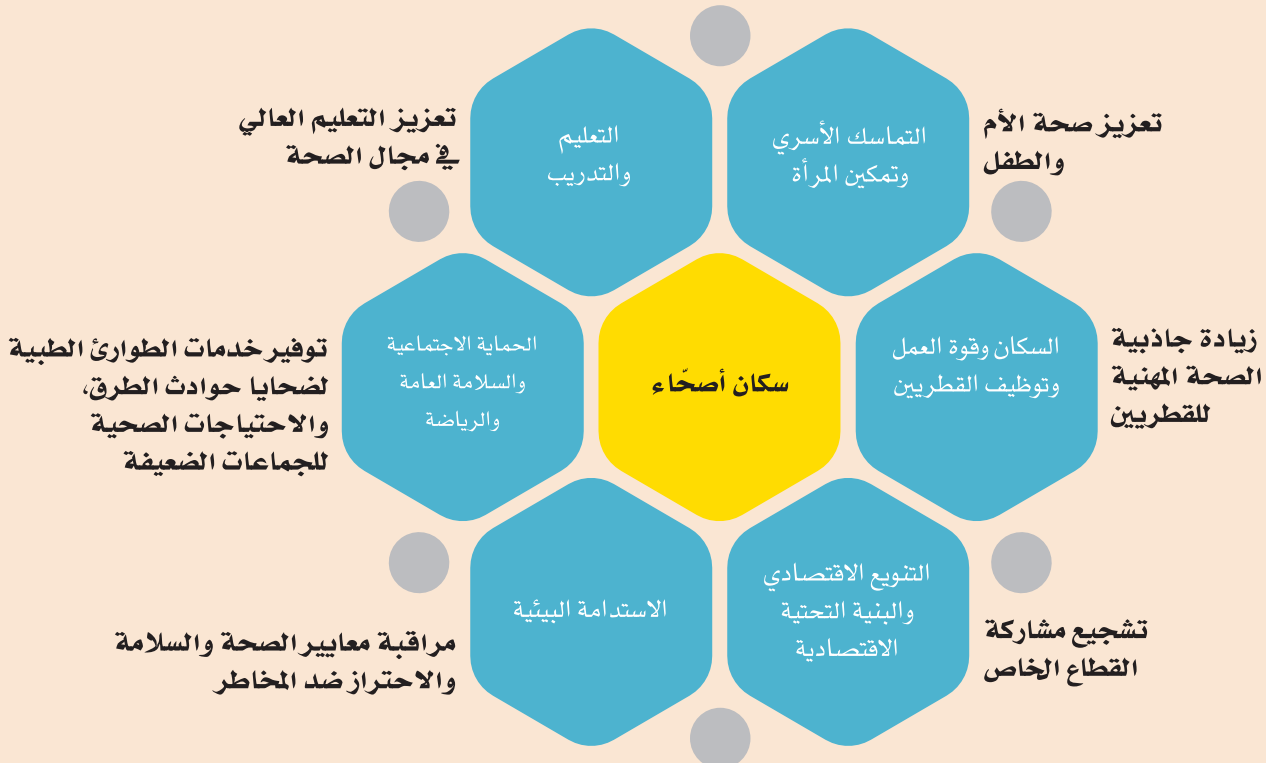 تعزيز صحة الأم
والطفل
التماسك الأسري
وتمكين المرأة
التعليم
والتدريب
تعزيز التعليم العالي
في مجال الصحة
زيادة جاذبية
الصحة المهنية
للقطريين
السكان وقوة العمل
وتوظيف القطريين
سكان أصحّاء
الحماية الاجتماعية
والسلامة العامة
والرياضة
توفير خدمات الطوارئ الطبية
لضحايا حوادث الطرق،
والاحتياجات الصحية
للجماعات الضعيفة
تشجيع مشاركة
القطاع الخاص
التنويع الاقتصادي
والبنية التحتية
الاقتصادية
الاستدامة البيئية
مراقبة معايير الصحة والسلامة
والاحتراز ضد المخاطر